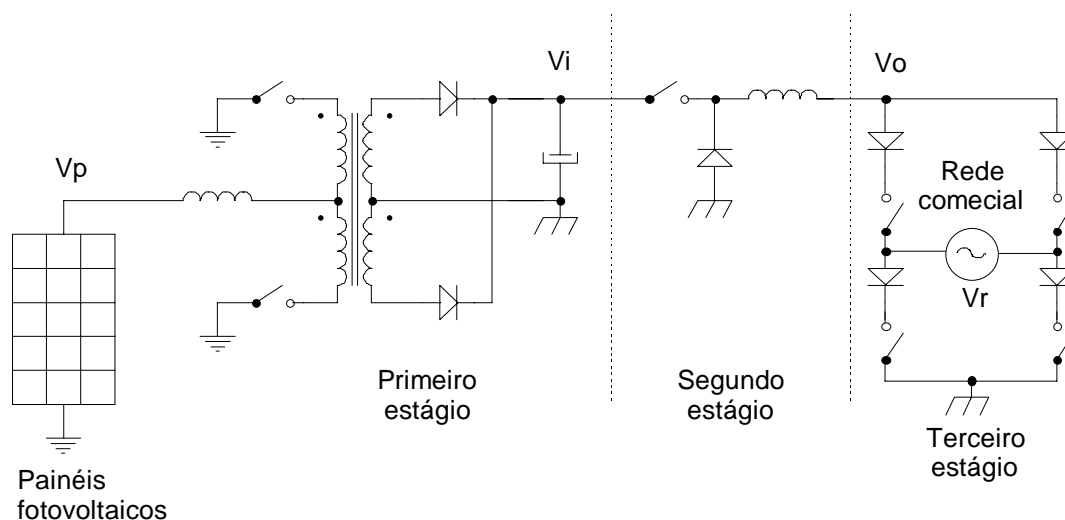 Vi
Vo
Vp
Rede
comecial
Vr
Primeiro
estágio
Segundo
estágio
Terceiro
estágio
Painéis
fotovoltaicos